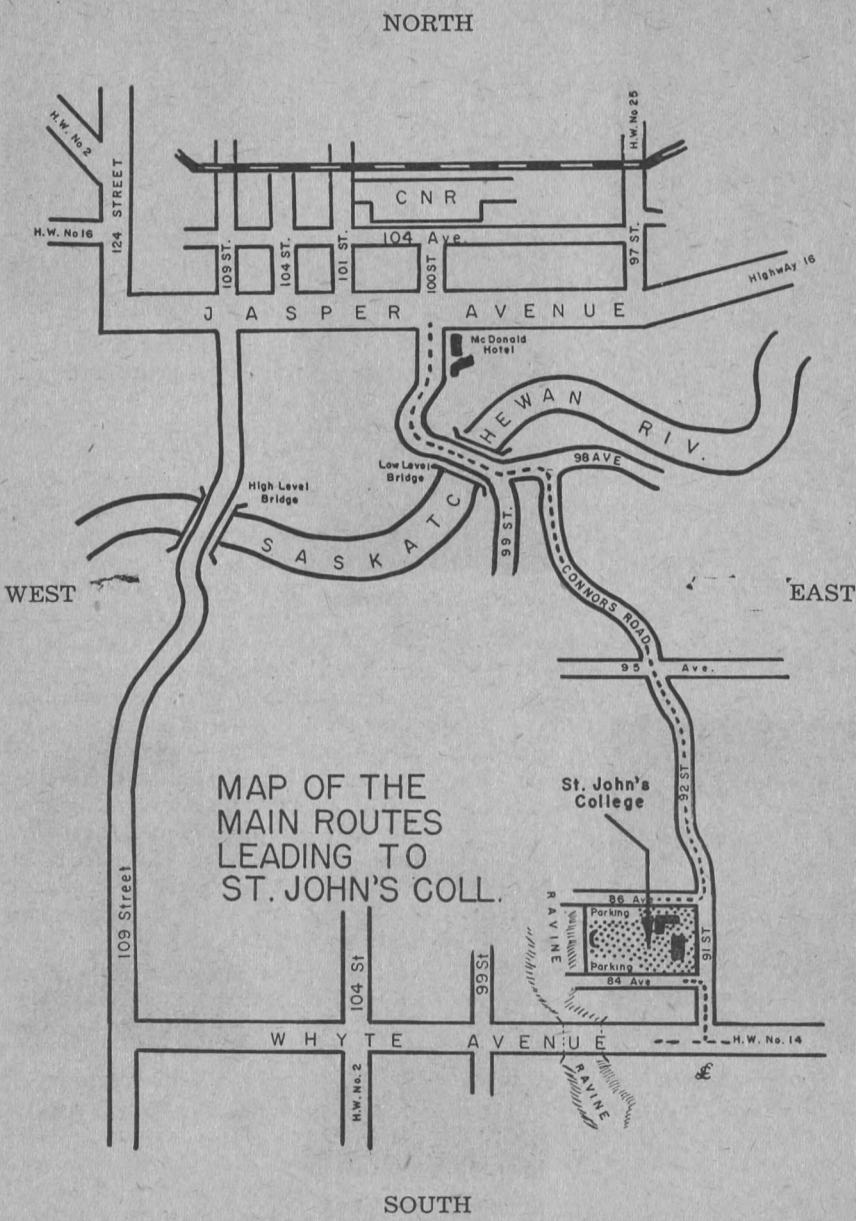 NORTH
H.W. No 2
H.W. No 25
124 STREET
H.W. No 16
CNR
104 Ave.
109 ST.
104 ST.
101 ST.
100 ST
97 ST.
Highway 16
JASPER AVENUE
McDonald
Hotel
SASKATC
HEWAN RIV.
98 AVE
Low Level
Bridge
High Level
Bridge
99 ST.
WEST
EAST
CONNORS ROAD
95 Ave.
92 ST
MAP OF THE
MAIN ROUTES
LEADING TO
ST. JOHN'S COLL.
St. John's
College
109 Street
RAVINE
86 Ave
Parking
Parking
84 Ave
91 ST
104 St
99 St
WHYTE AVENUE
H.W. No. 14
H.W. No. 2
RAVINE
SOUTH